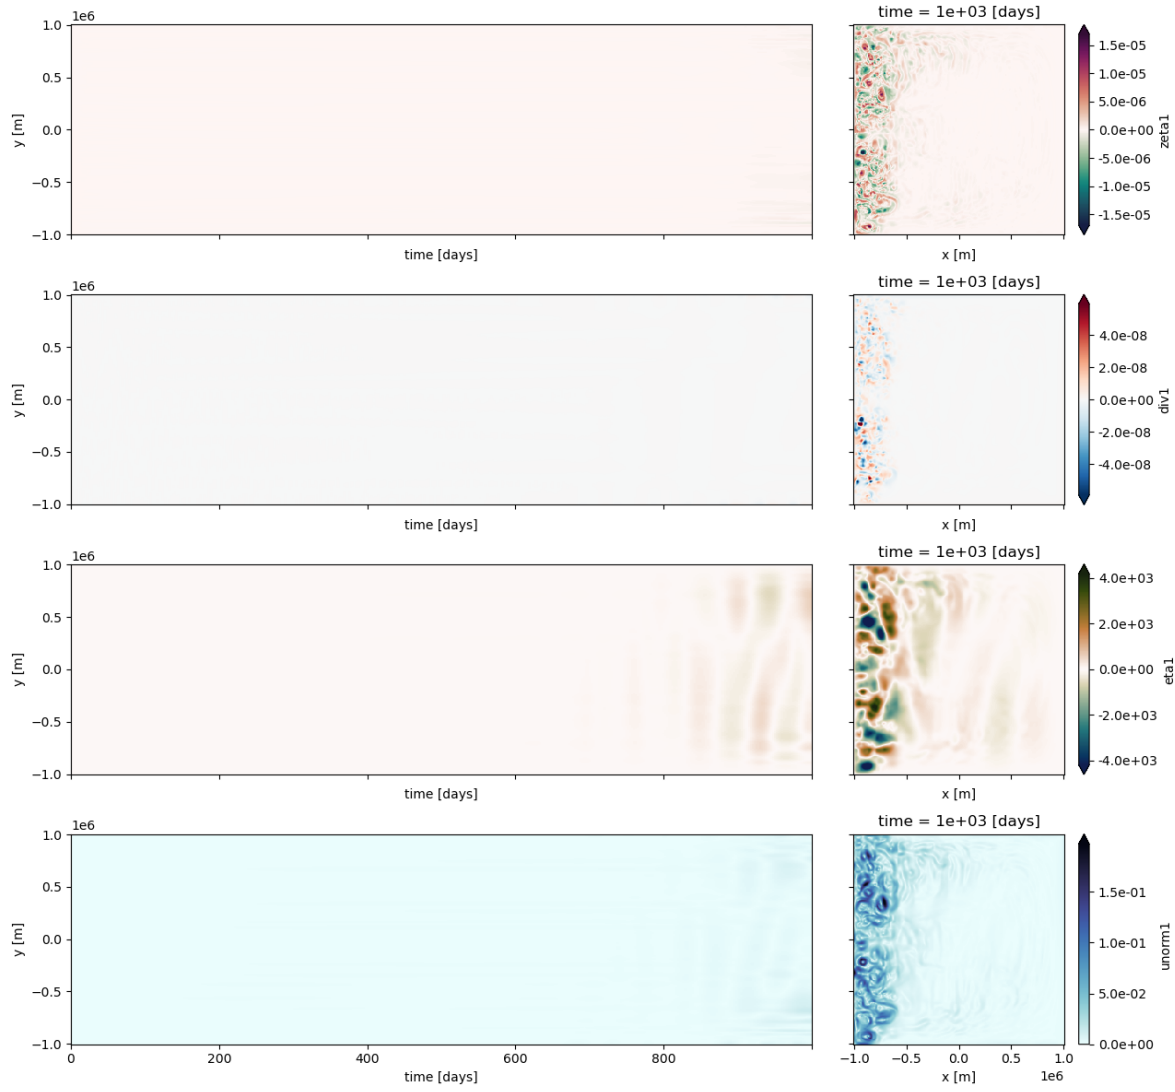 1e6
time = 1e+03 [days]
1.0
0.5
0.0
−0.5
−1.0
y [m]
time [days]
x [m]
1.5e-05
1.0e-05
5.0e-06
0.0e+00
−5.0e-06
−1.0e-05
−1.5e-05
zeta1
1e6
time = 1e+03 [days]
1.0
0.5
0.0
−0.5
−1.0
y [m]
time [days]
x [m]
4.0e-08
2.0e-08
0.0e+00
−2.0e-08
−4.0e-08
div1
1e6
time = 1e+03 [days]
1.0
0.5
0.0
−0.5
−1.0
y [m]
time [days]
x [m]
4.0e+03
2.0e+03
0.0e+00
−2.0e+03
−4.0e+03
eta1
1e6
time = 1e+03 [days]
1.0
0.5
0.0
−0.5
−1.0
y [m]
0 200 400 600 800
time [days]
−1.0 −0.5 0.0 0.5 1.0
x [m]
1e6
1.5e-01
1.0e-01
5.0e-02
0.0e+00
unorm1